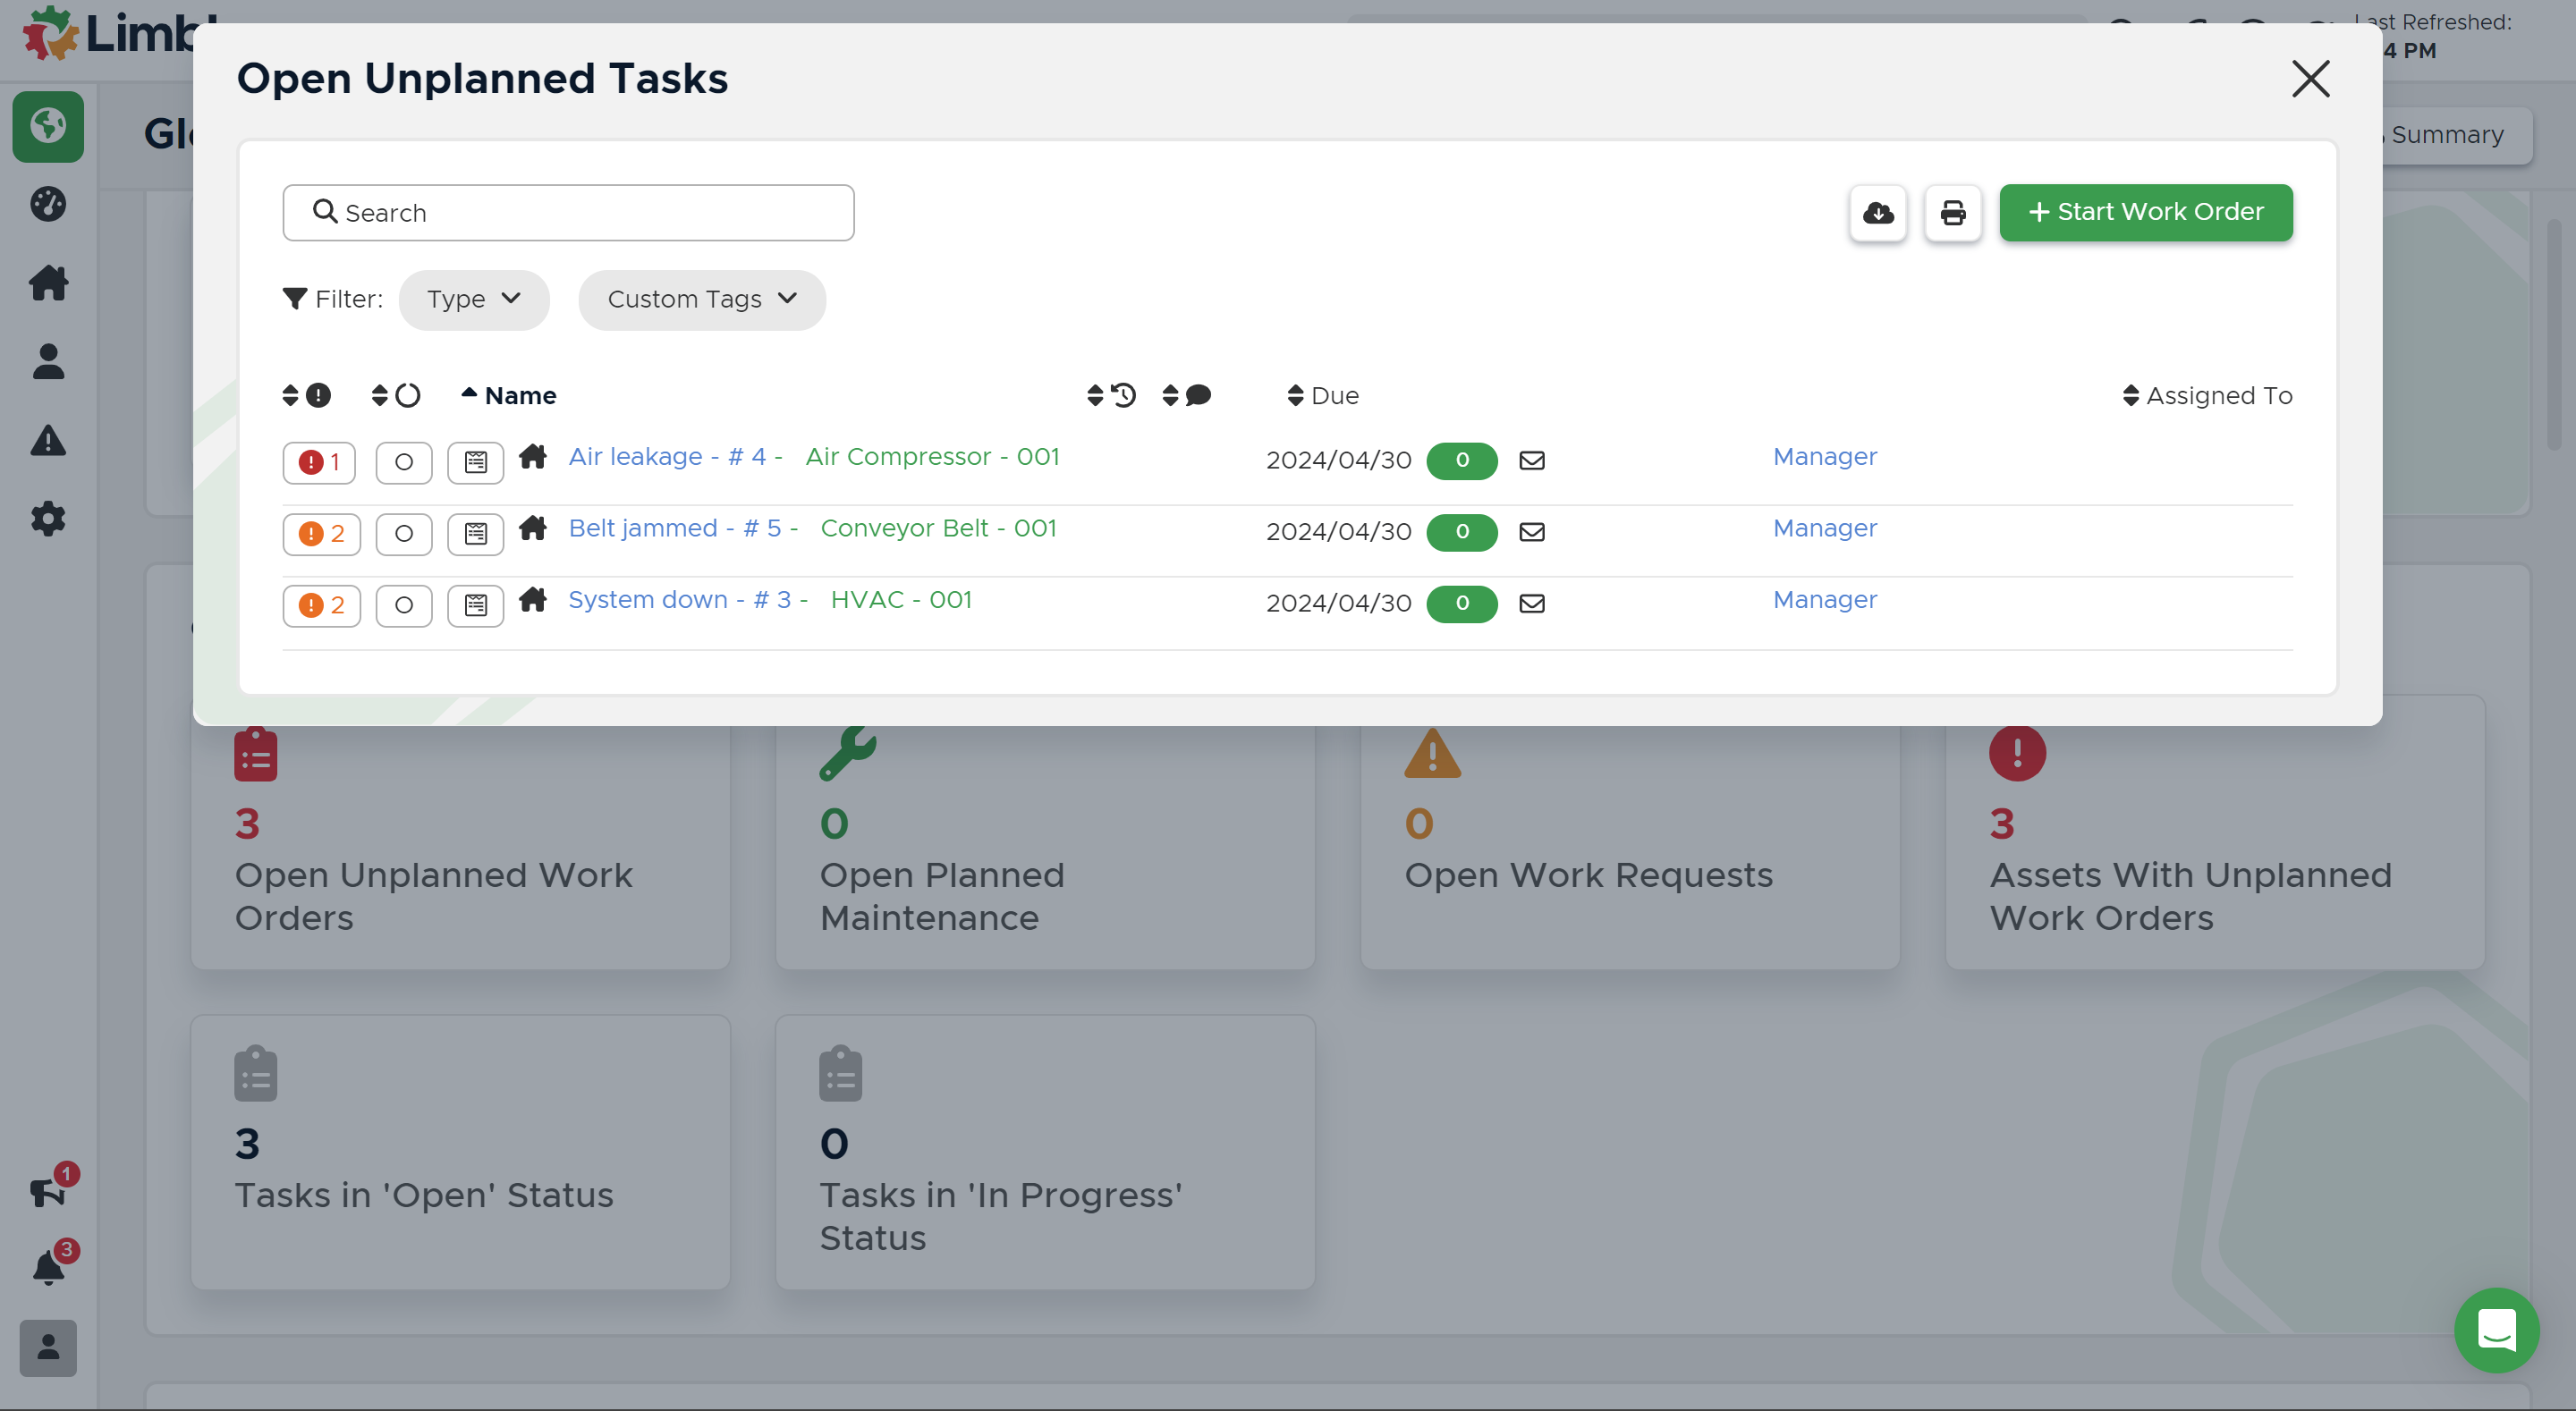 Last Refreshed:
4 PM
Open Unplanned Tasks
Summary
Search
+ Start Work Order
Filter: Type Custom Tags
Name Due Assigned To
1 Air leakage - # 4 - Air Compressor - 001 2024/04/30 0 Manager
2 Belt jammed - # 5 - Conveyor Belt - 001 2024/04/30 0 Manager
2 System down - # 3 - HVAC - 001 2024/04/30 0 Manager
3
Open Unplanned Work
Orders
0
Open Planned
Maintenance
0
Open Work Requests
3
Assets With Unplanned
Work Orders
3
Tasks in 'Open' Status
0
Tasks in 'In Progress'
Status
1
3